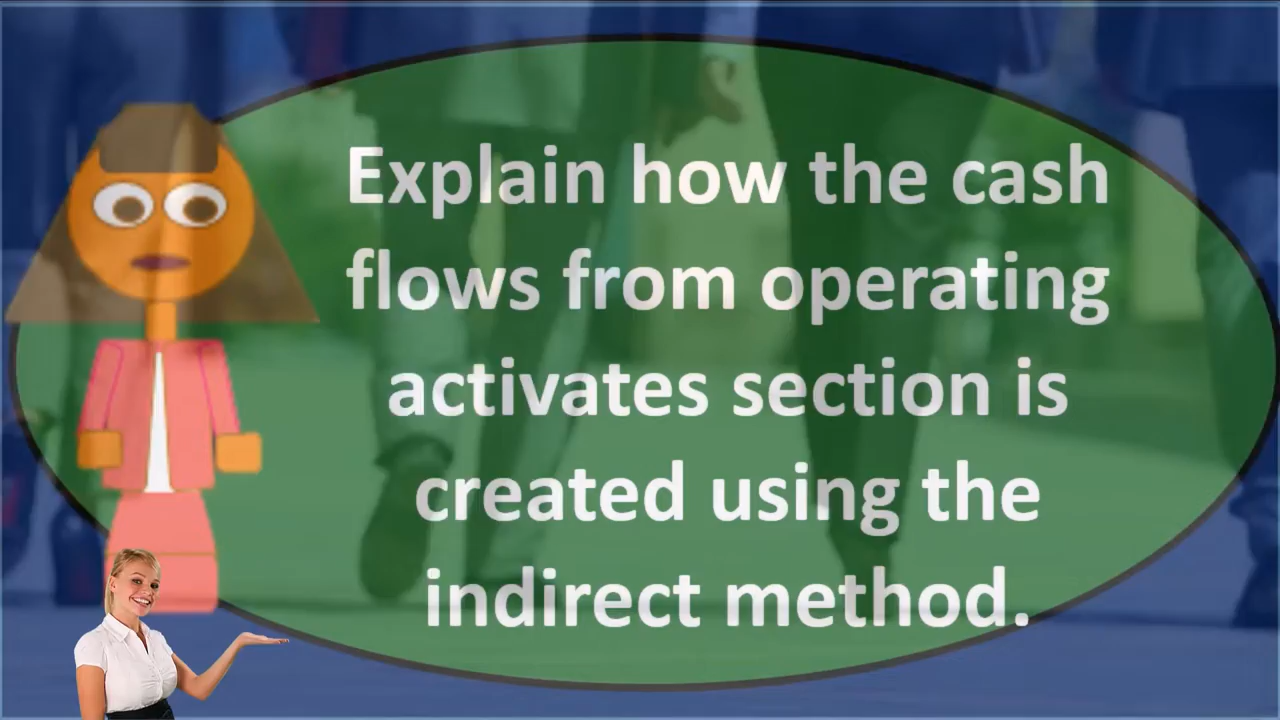 Explain how the cash
flows from operating
activates section is
created using the
indirect method.